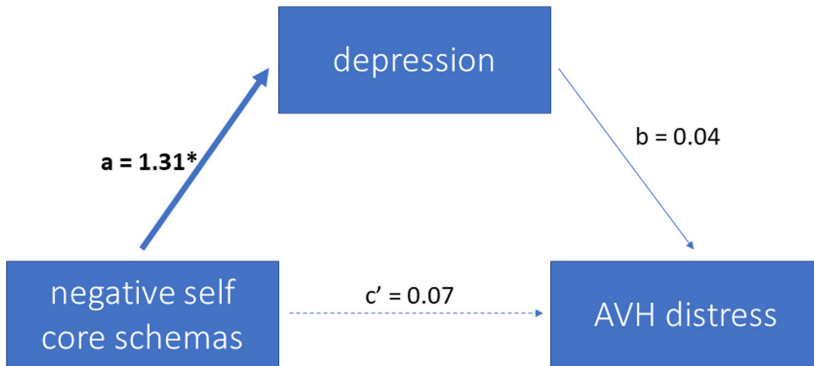 depression
a = 1.31*
b = 0.04
negative self
core schemas
c’ = 0.07
AVH distress